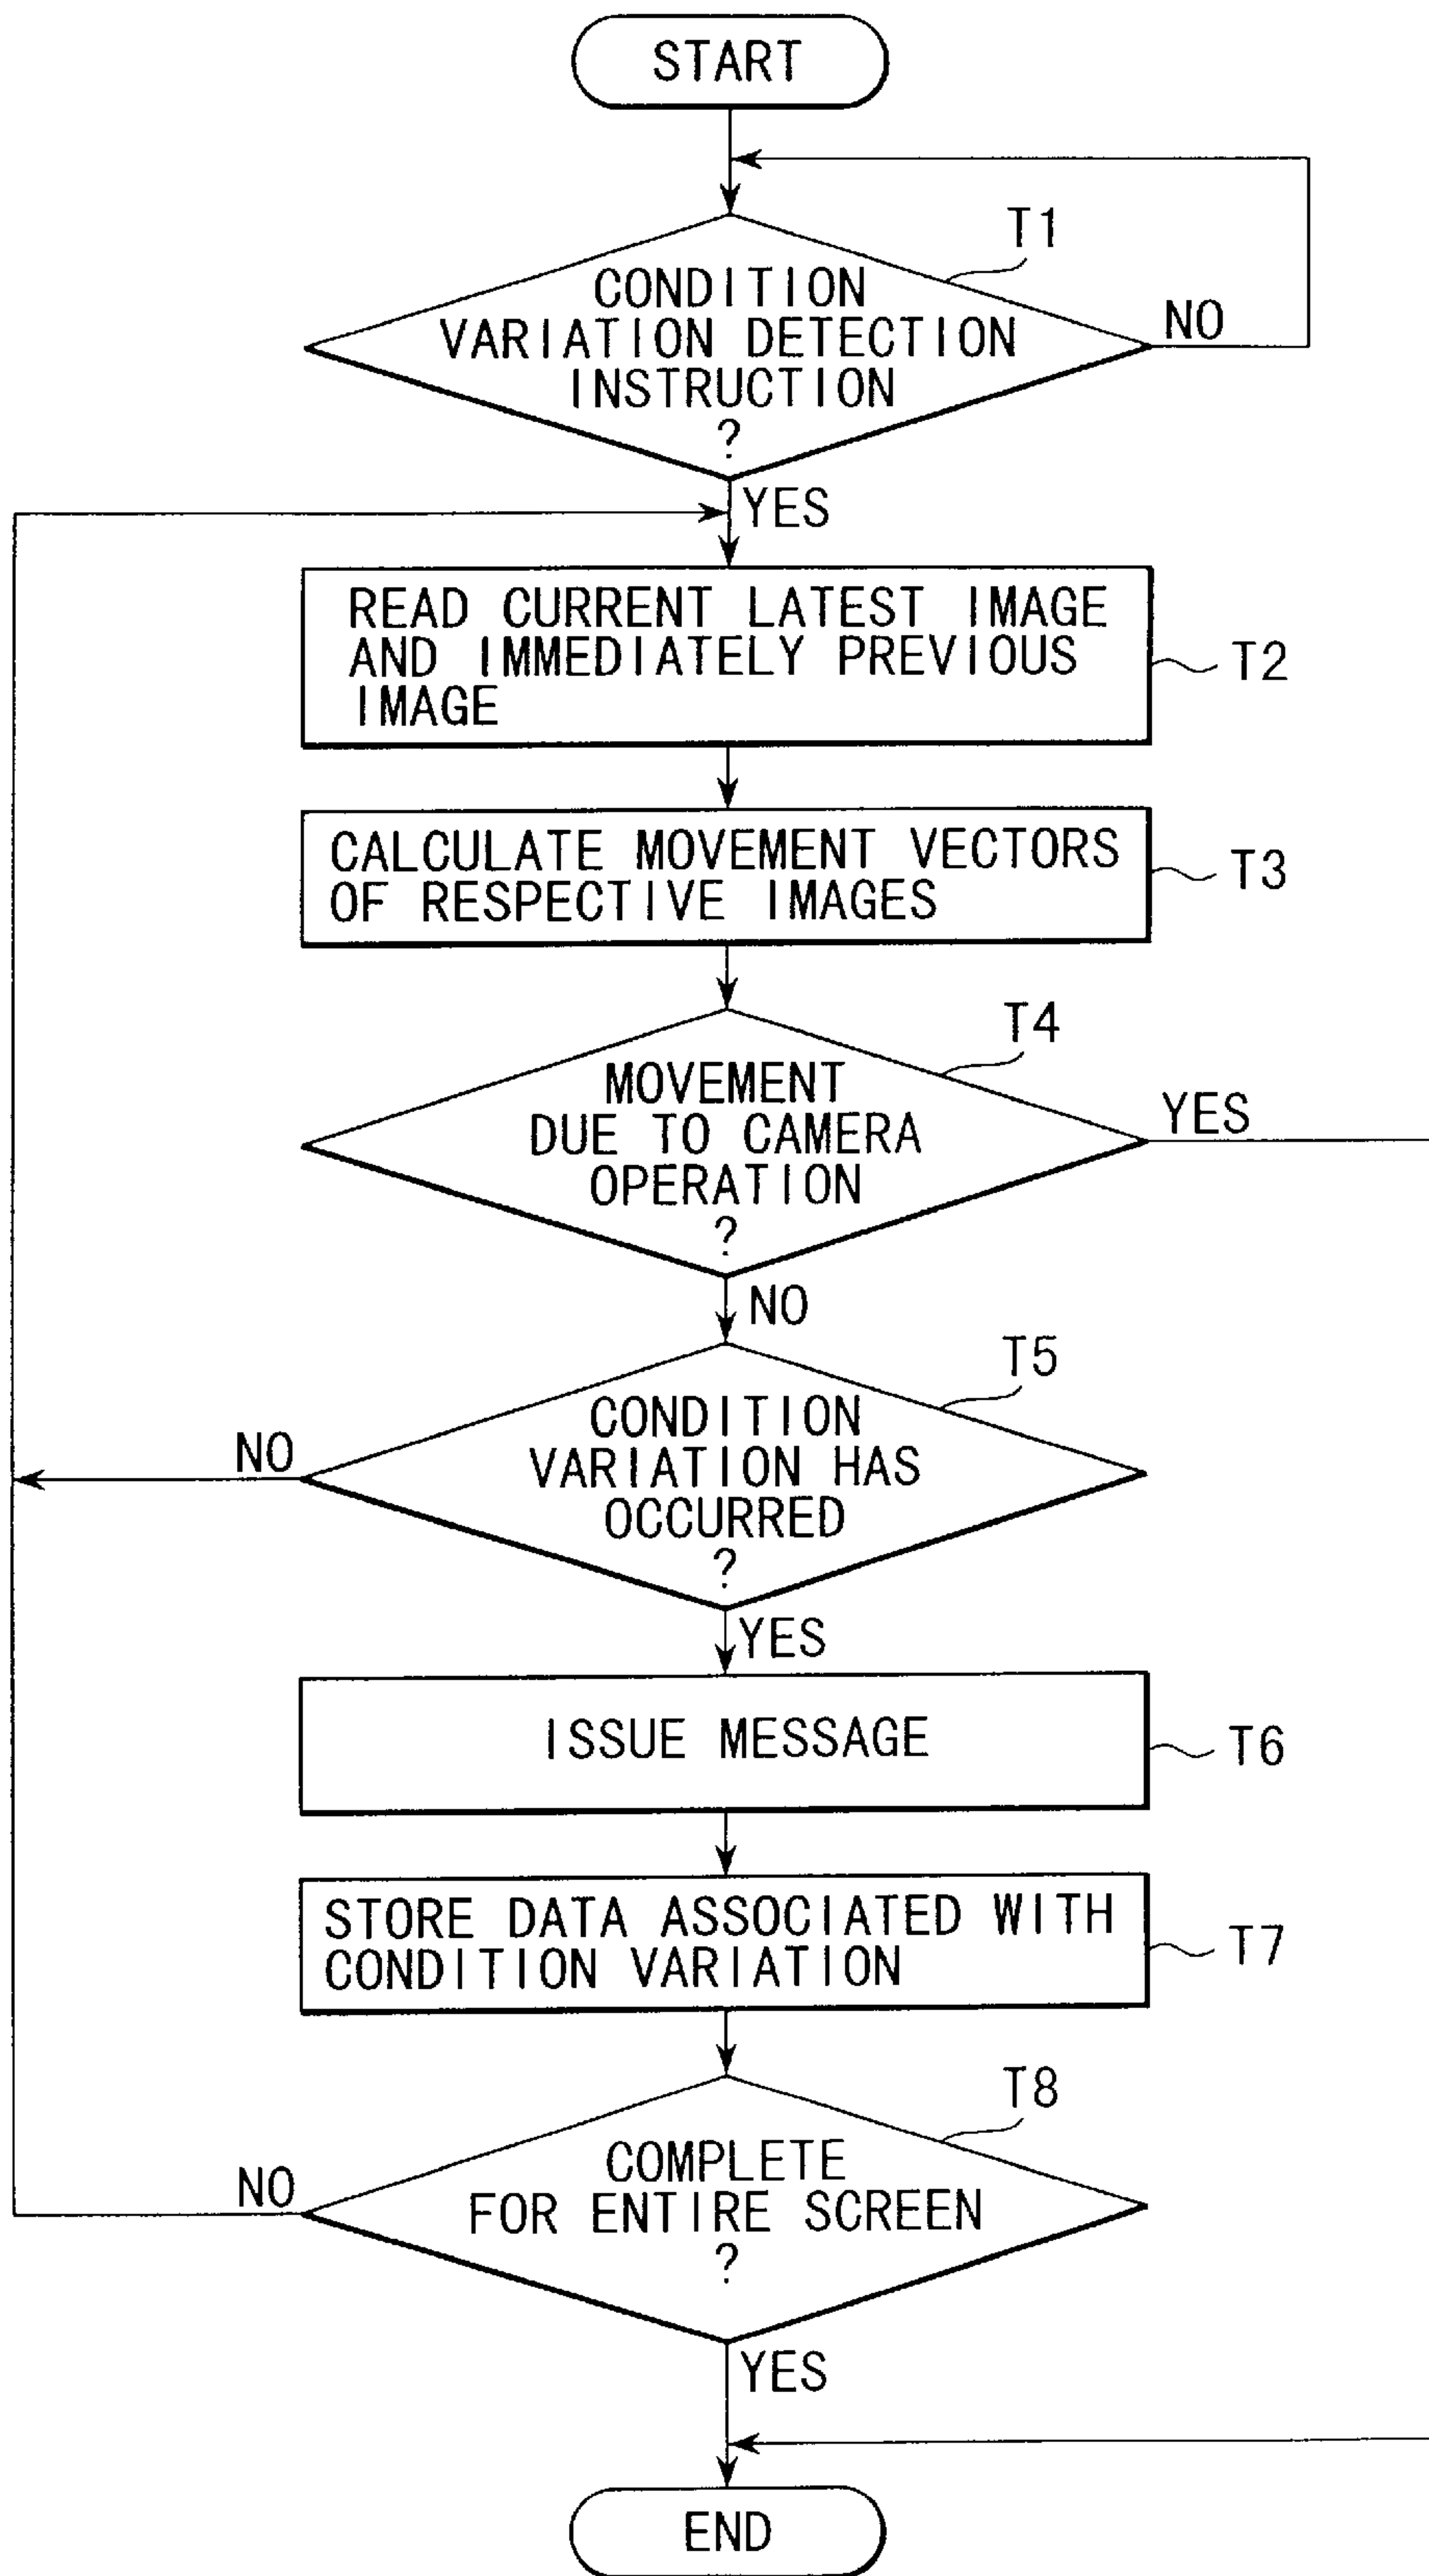 START
T1
CONDITION
VARIATION DETECTION
INSTRUCTION
?
NO
YES
READ CURRENT LATEST IMAGE
AND IMMEDIATELY PREVIOUS
IMAGE
T2
CALCULATE MOVEMENT VECTORS
OF RESPECTIVE IMAGES
T3
T4
MOVEMENT
DUE TO CAMERA
OPERATION
?
YES
NO
T5
CONDITION
VARIATION HAS
OCCURRED
?
NO
YES
ISSUE MESSAGE
T6
STORE DATA ASSOCIATED WITH
CONDITION VARIATION
T7
T8
COMPLETE
FOR ENTIRE SCREEN
?
NO
YES
END